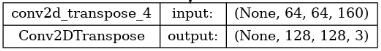 conv2d_transpose_4 input: (None, 64, 64, 160)
Conv2DTranspose output: (None, 128, 128, 3)